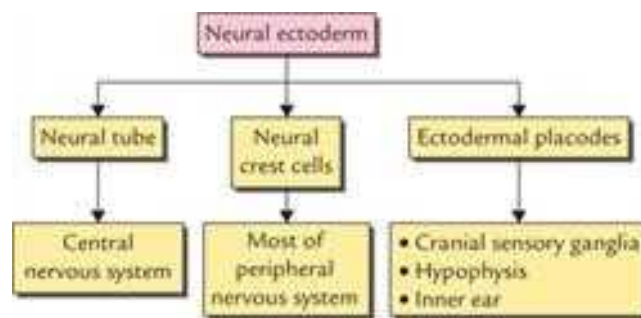 Neural ectoderm
Neural tube
Neural
crest cells
Ectodermal placodes
Central
nervous system
Most of
peripheral
nervous system
• Cranial sensory ganglia
• Hypophysis
• Inner ear